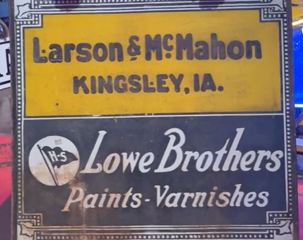 Larson & McMahon
KINGSLEY, IA.
H-S
Lowe Brothers
Paints-Varnishes